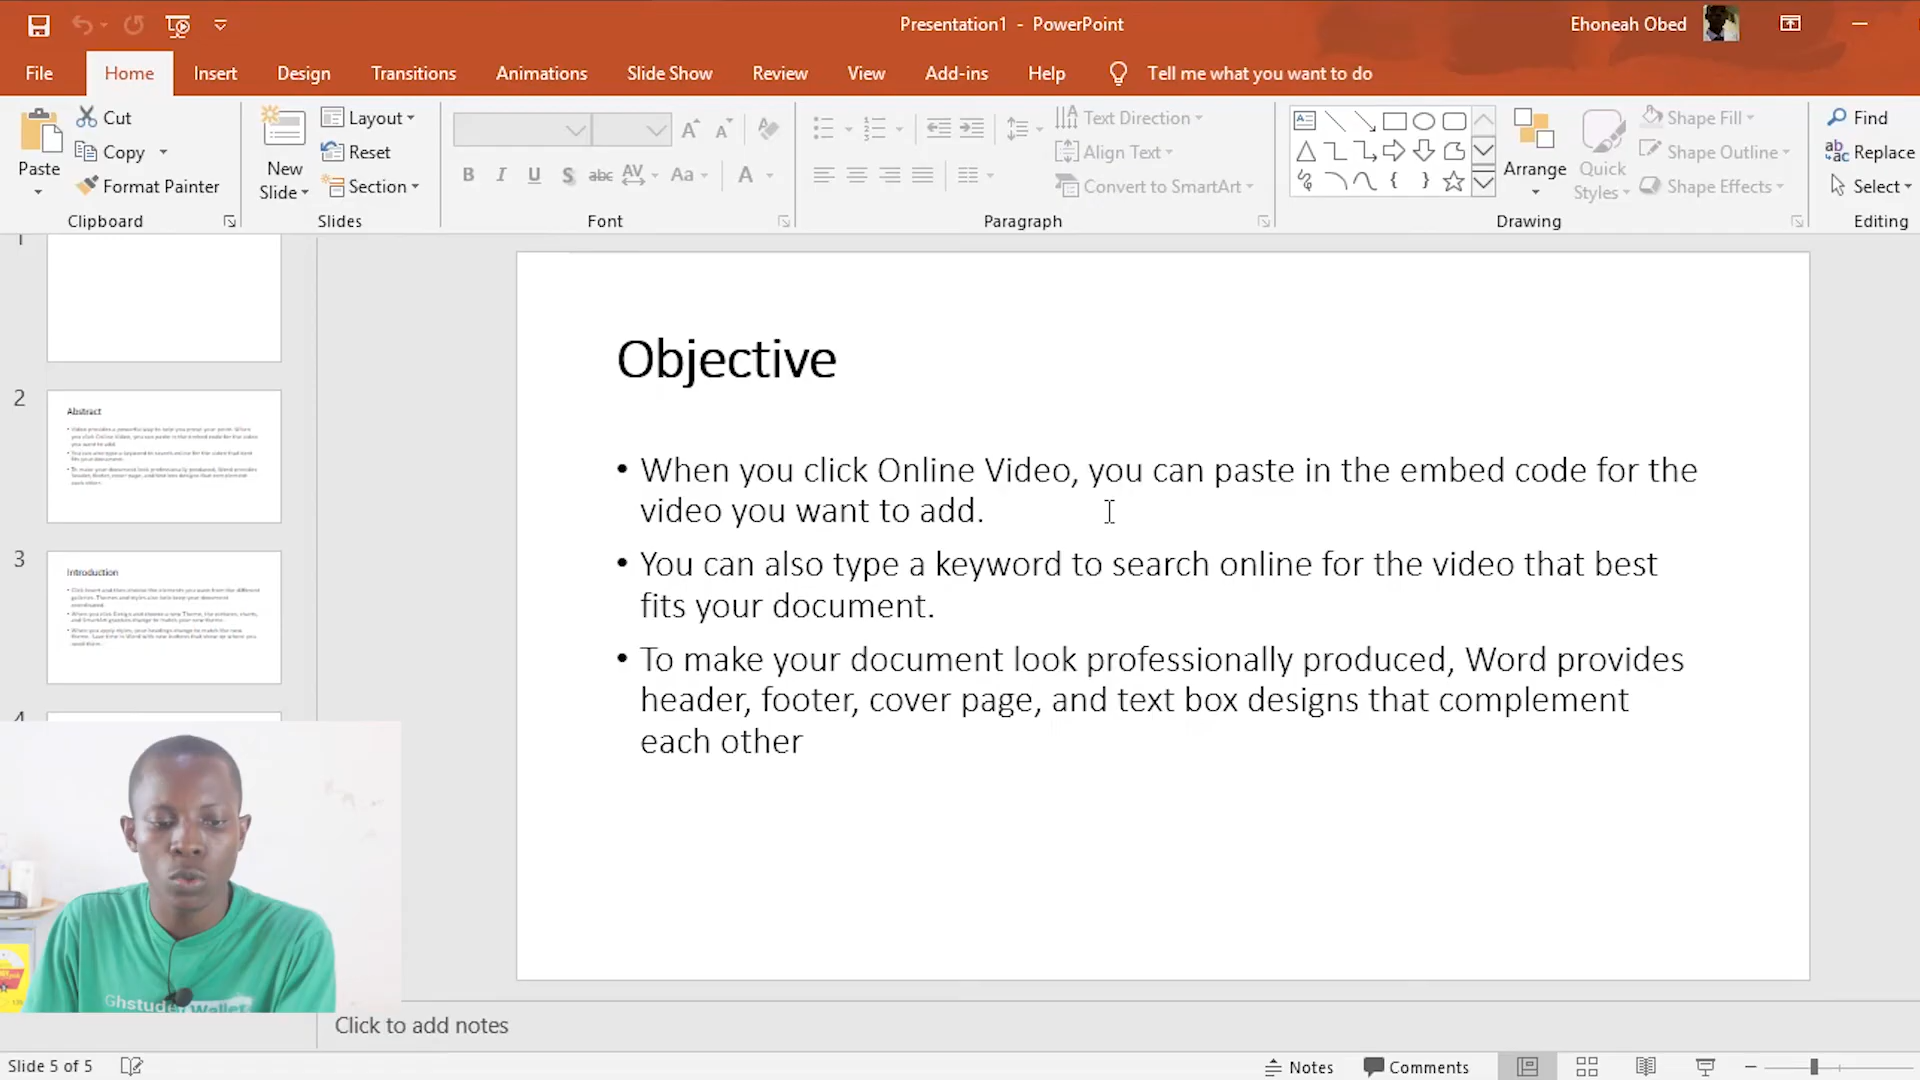 Presentation1 - PowerPoint
Ehoneah Obed
File Home Insert Design Transitions Animations Slide Show Review View Add-ins Help Tell me what you want to do
Paste
Cut
Copy
Format Painter
Clipboard
New
Slide
Layout
Reset
Section
Slides
B I U S abc AV Aa A
Font
Text Direction
Align Text
Convert to SmartArt
Paragraph
Arrange
Quick
Styles
Shape Fill
Shape Outline
Shape Effects
Drawing
Find
Replace
Select
Editing
1
2
Abstract
3
Introduction
4
Objective
• When you click Online Video, you can paste in the embed code for the
video you want to add.
• You can also type a keyword to search online for the video that best
fits your document.
• To make your document look professionally produced, Word provides
header, footer, cover page, and text box designs that complement
each other
Click to add notes
Slide 5 of 5
Notes Comments